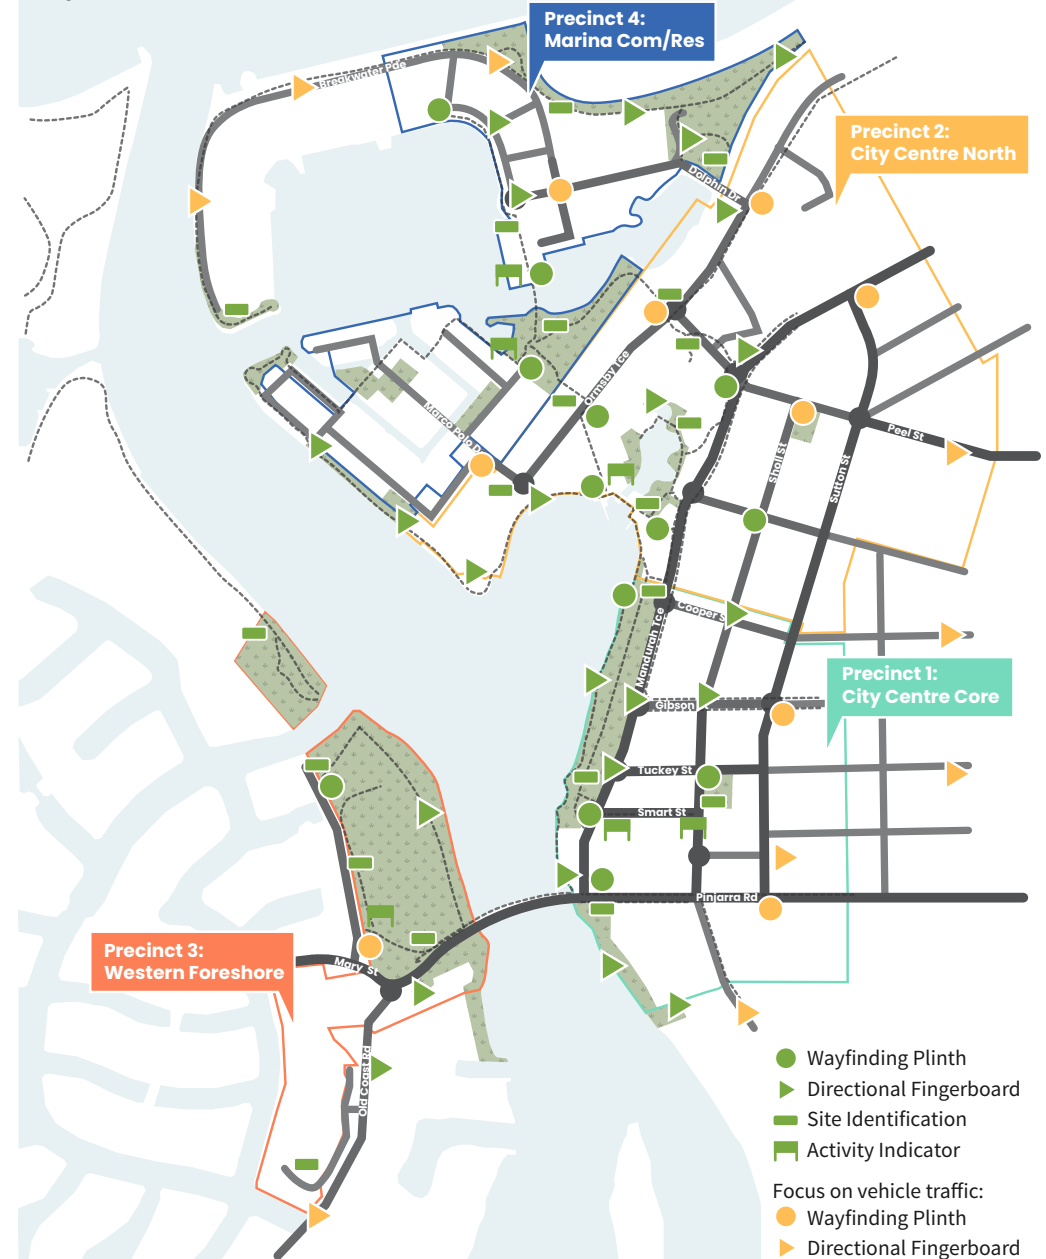 Precinct 4:
Marina Com/Res
Breakwater Pde
Precinct 2:
City Centre North
Dolphin Dr
Ormsby Tce
Marco Polo Dr
Peel St
Sholl St
Sutton St
Cooper St
Mandurah Tce
Precinct 1:
City Centre Core
Gibson
Tuckey St
Smart St
Pinjarra Rd
Precinct 3:
Western Foreshore
Mary St
Old Coast Rd
Wayfinding Plinth
Directional Fingerboard
Site Identification
Activity Indicator
Focus on vehicle traffic:
Wayfinding Plinth
Directional Fingerboard